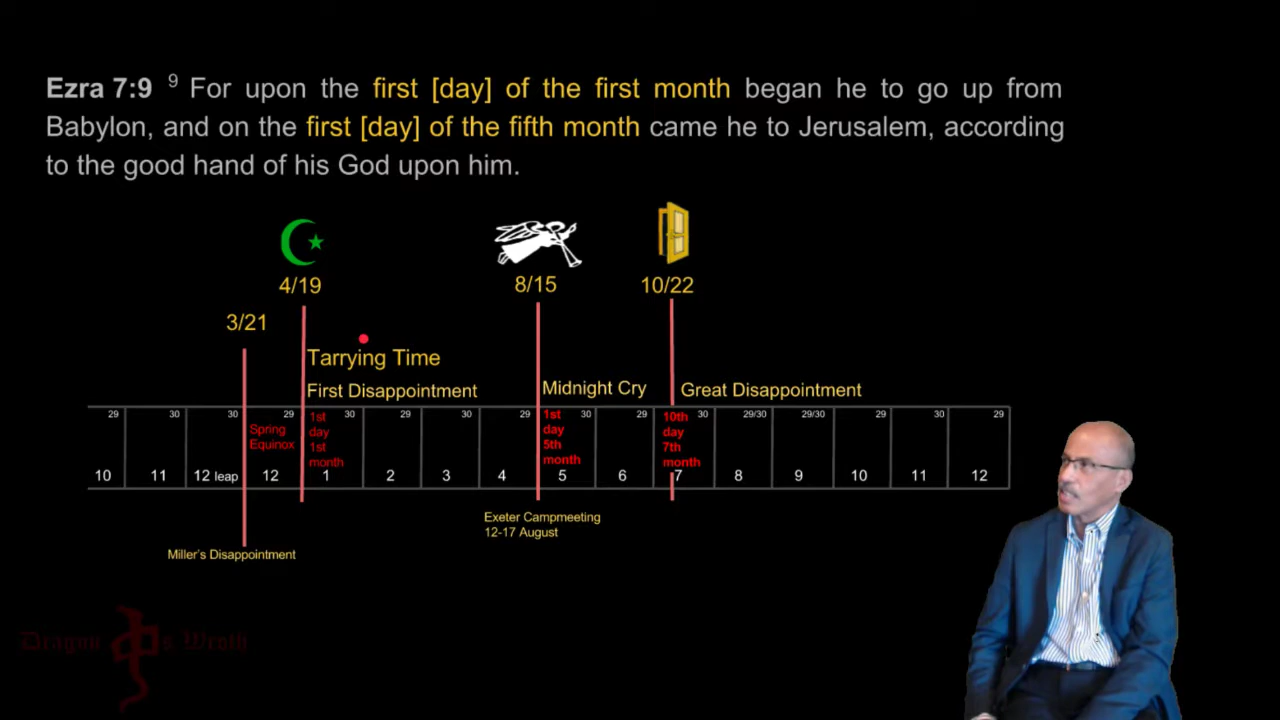 Ezra 7:9 9 For upon the first [day] of the first month began he to go up from
Babylon, and on the first [day] of the fifth month came he to Jerusalem, according
to the good hand of his God upon him.
4/19
8/15
10/22
3/21
Tarrying Time
First Disappointment
Midnight Cry
Great Disappointment
29 30 30 29 30 29 30 29 30 29 30 29/30 29/30 29 30 29
Spring
Equinox
1st
day
1st
month
1st
day
5th
month
10th
day
7th
month
10 11 12 leap 12 1 2 3 4 5 6 7 8 9 10 11 12
Exeter Campmeeting
12-17 August
Miller's Disappointment
Dragon s Wroth